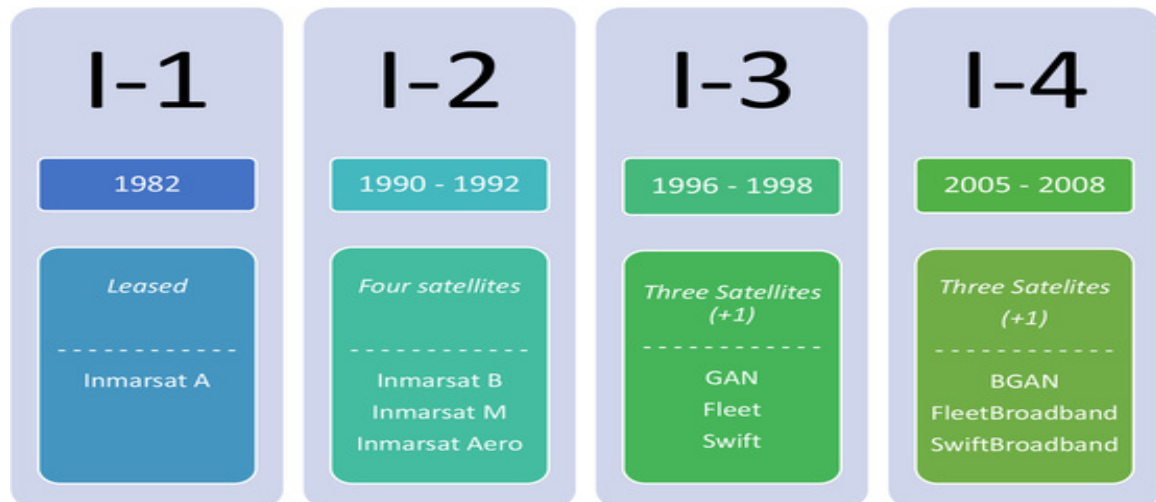 I-1
1982
Leased
Inmarsat A
I-2
1990 - 1992
Four satellites
Inmarsat B
Inmarsat M
Inmarsat Aero
I-3
1996 - 1998
Three Satellites
(+1)
GAN
Fleet
Swift
I-4
2005 - 2008
Three Satelites
(+1)
BGAN
FleetBroadband
SwiftBroadband